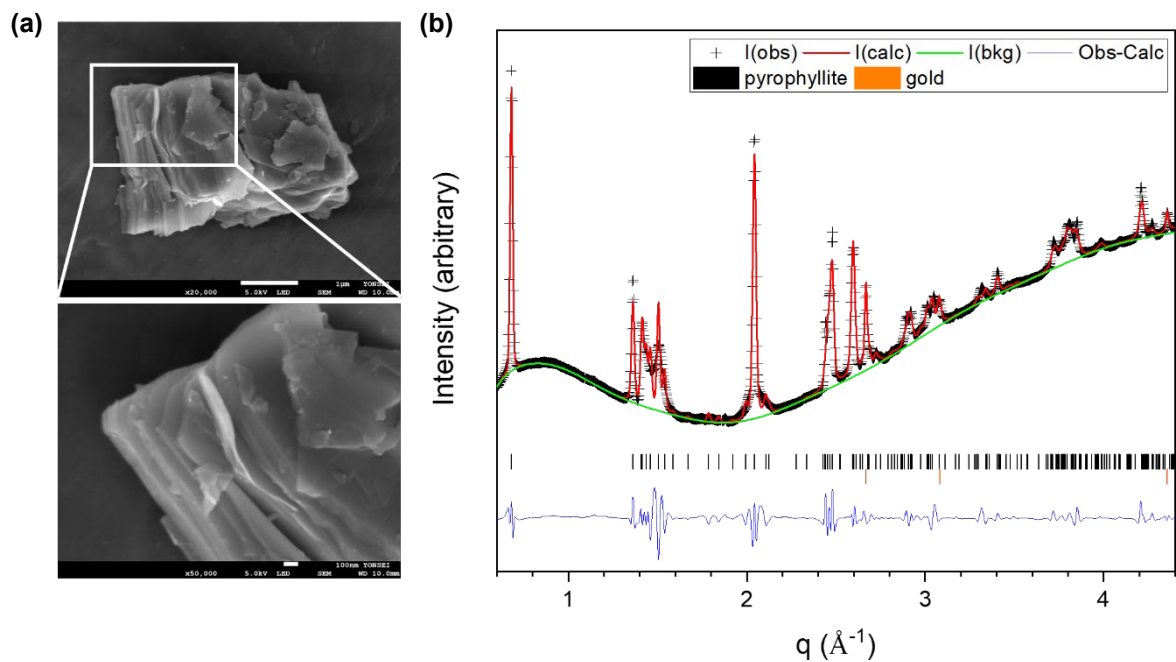 (a)
x20,000 5.0kV LED SEM 1μm YONSEI WD 10.0mm
100nm YONSEI
x50,000 5.0kV LED SEM WD 10.0mm
(b)
I(obs) I(calc) I(bkg) Obs-Calc
pyrophyllite gold
Intensity (arbitrary)
1 2 3 4
q (Å⁻¹)